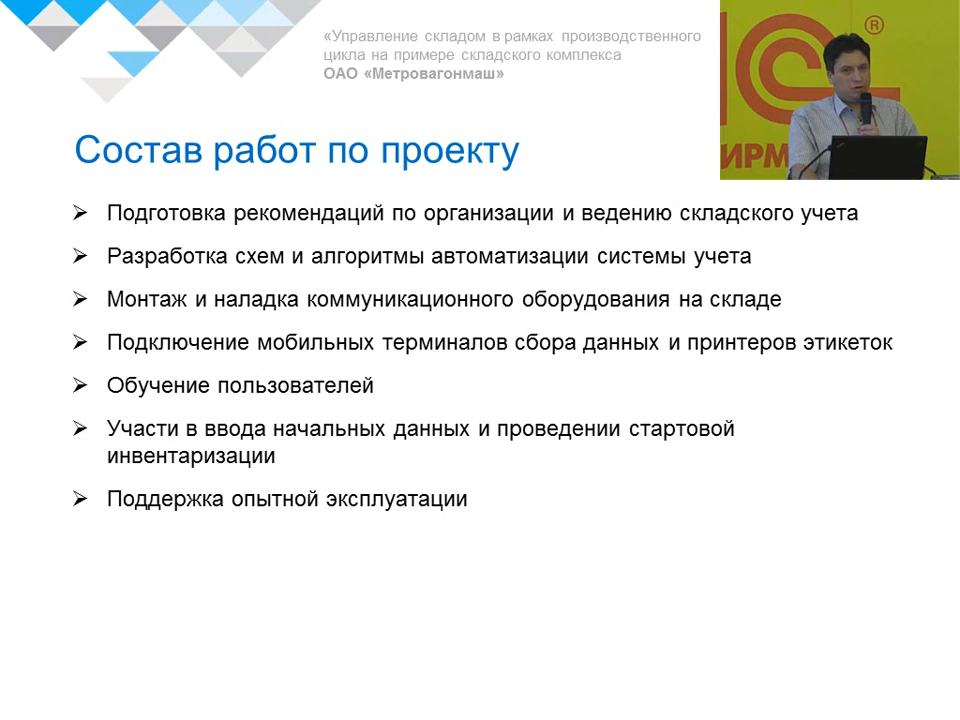 «Управление складом в рамках производственного
цикла на примере складского комплекса
ОАО «Метровагонмаш»
®
1С
ИРМ
Состав работ по проекту
Подготовка рекомендаций по организации и ведению складского учета
Разработка схем и алгоритмы автоматизации системы учета
Монтаж и наладка коммуникационного оборудования на складе
Подключение мобильных терминалов сбора данных и принтеров этикеток
Обучение пользователей
Участи в ввода начальных данных и проведении стартовой
инвентаризации
Поддержка опытной эксплуатации